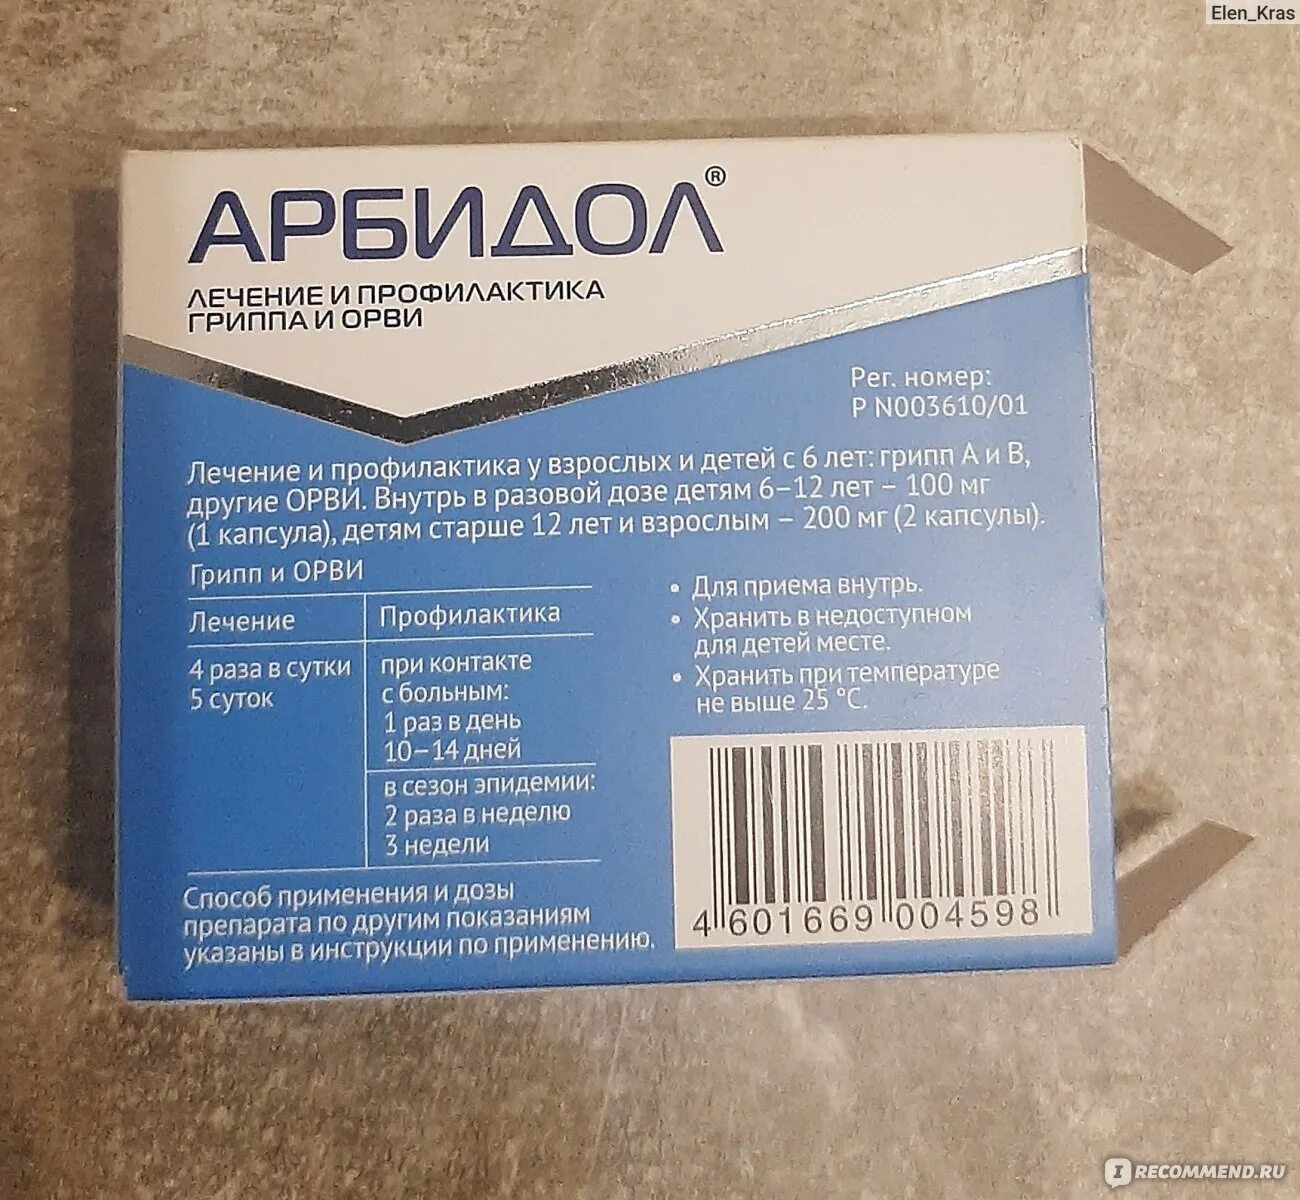 Elen_Kras
АРБИДОЛ®
ЛЕЧЕНИЕ И ПРОФИЛАКТИКА
ГРИППА И ОРВИ
Рег. номер:
Р N003610/01
Лечение и профилактика у взрослых и детей с 6 лет: грипп А и В,
другие ОРВИ. Внутрь в разовой дозе детям 6–12 лет – 100 мг
(1 капсула), детям старше 12 лет и взрослым – 200 мг (2 капсулы).
Грипп и ОРВИ
Лечение
Профилактика
4 раза в сутки
5 суток
при контакте
с больным:
1 раз в день
10–14 дней
в сезон эпидемии:
2 раза в неделю
3 недели
Способ применения и дозы
препарата по другим показаниям
указаны в инструкции по применению.
• Для приема внутрь.
• Хранить в недоступном
для детей месте.
• Хранить при температуре
не выше 25 °С.
4 601669 004598
IRECOMMEND.RU